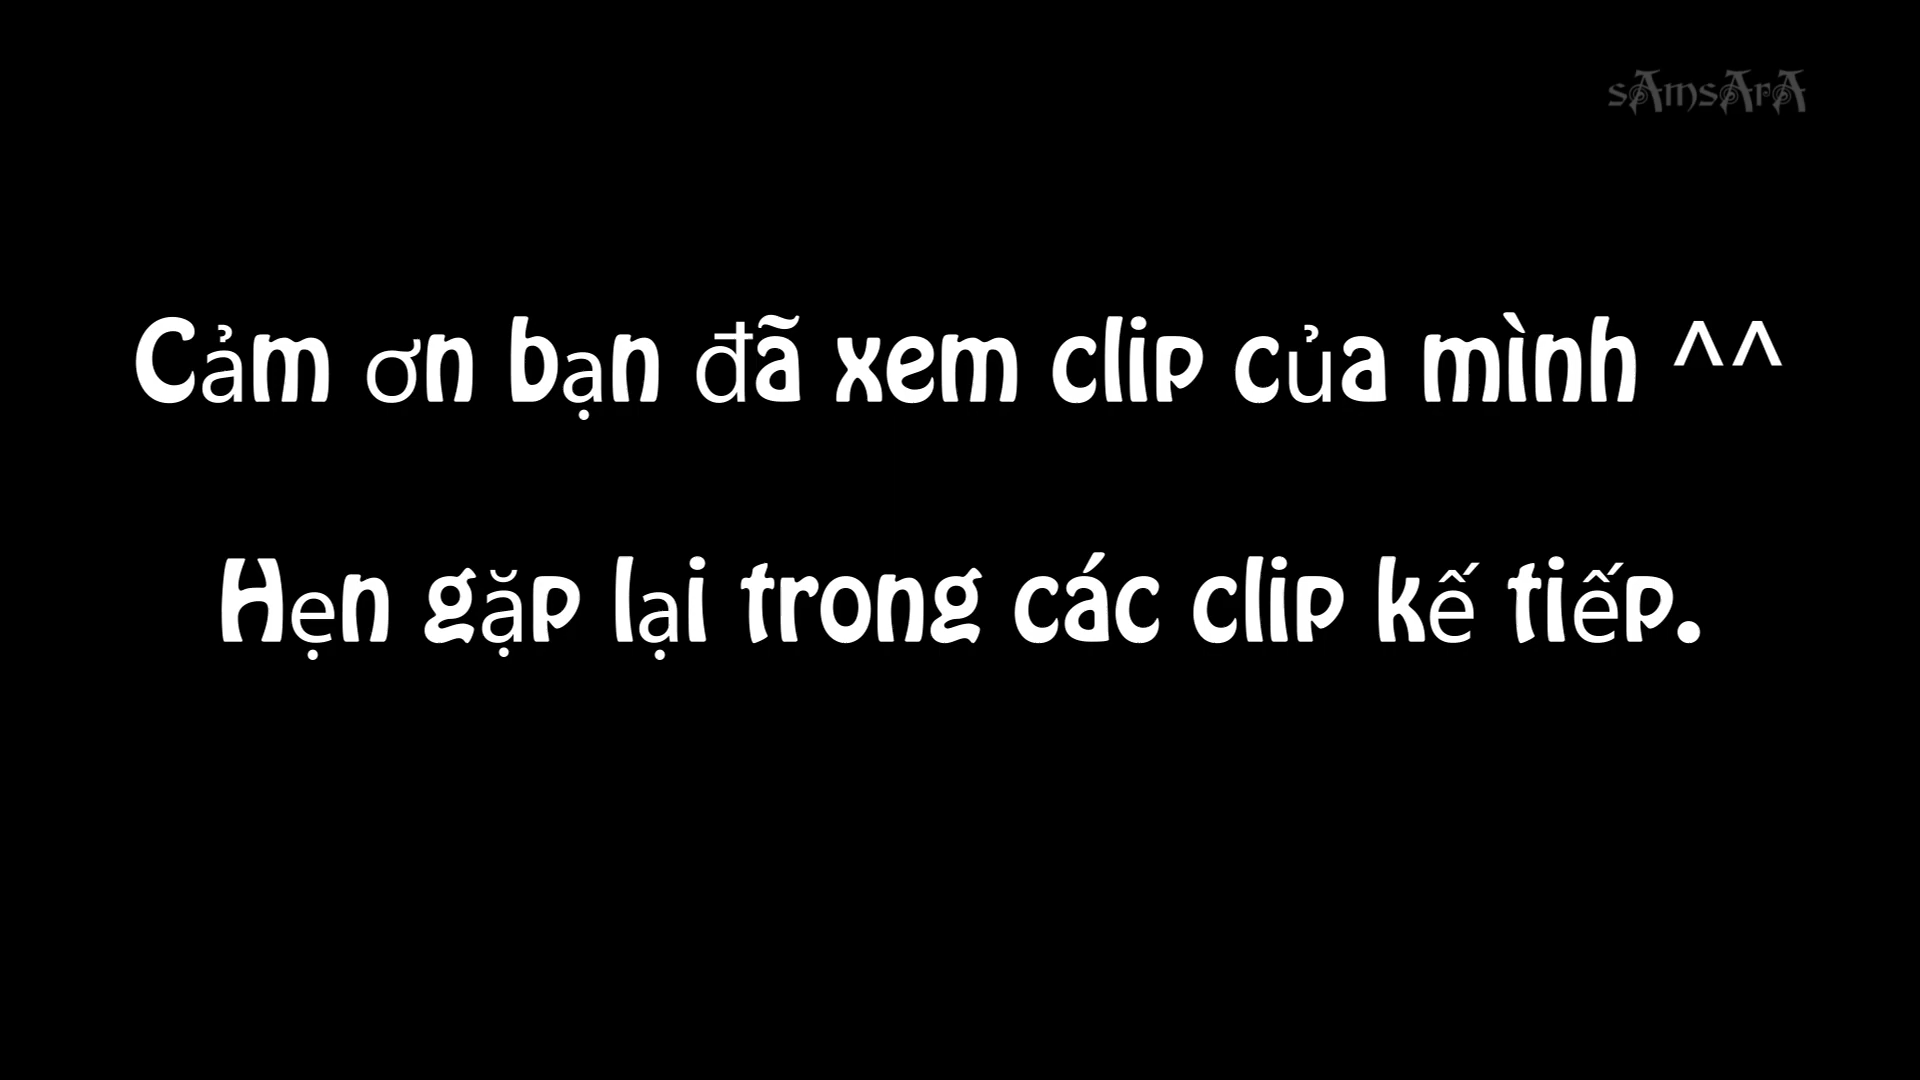 sAmsArA
Cảm ơn bạn đã xem clip của mình ^^
Hẹn gặp lại trong các clip kế tiếp.